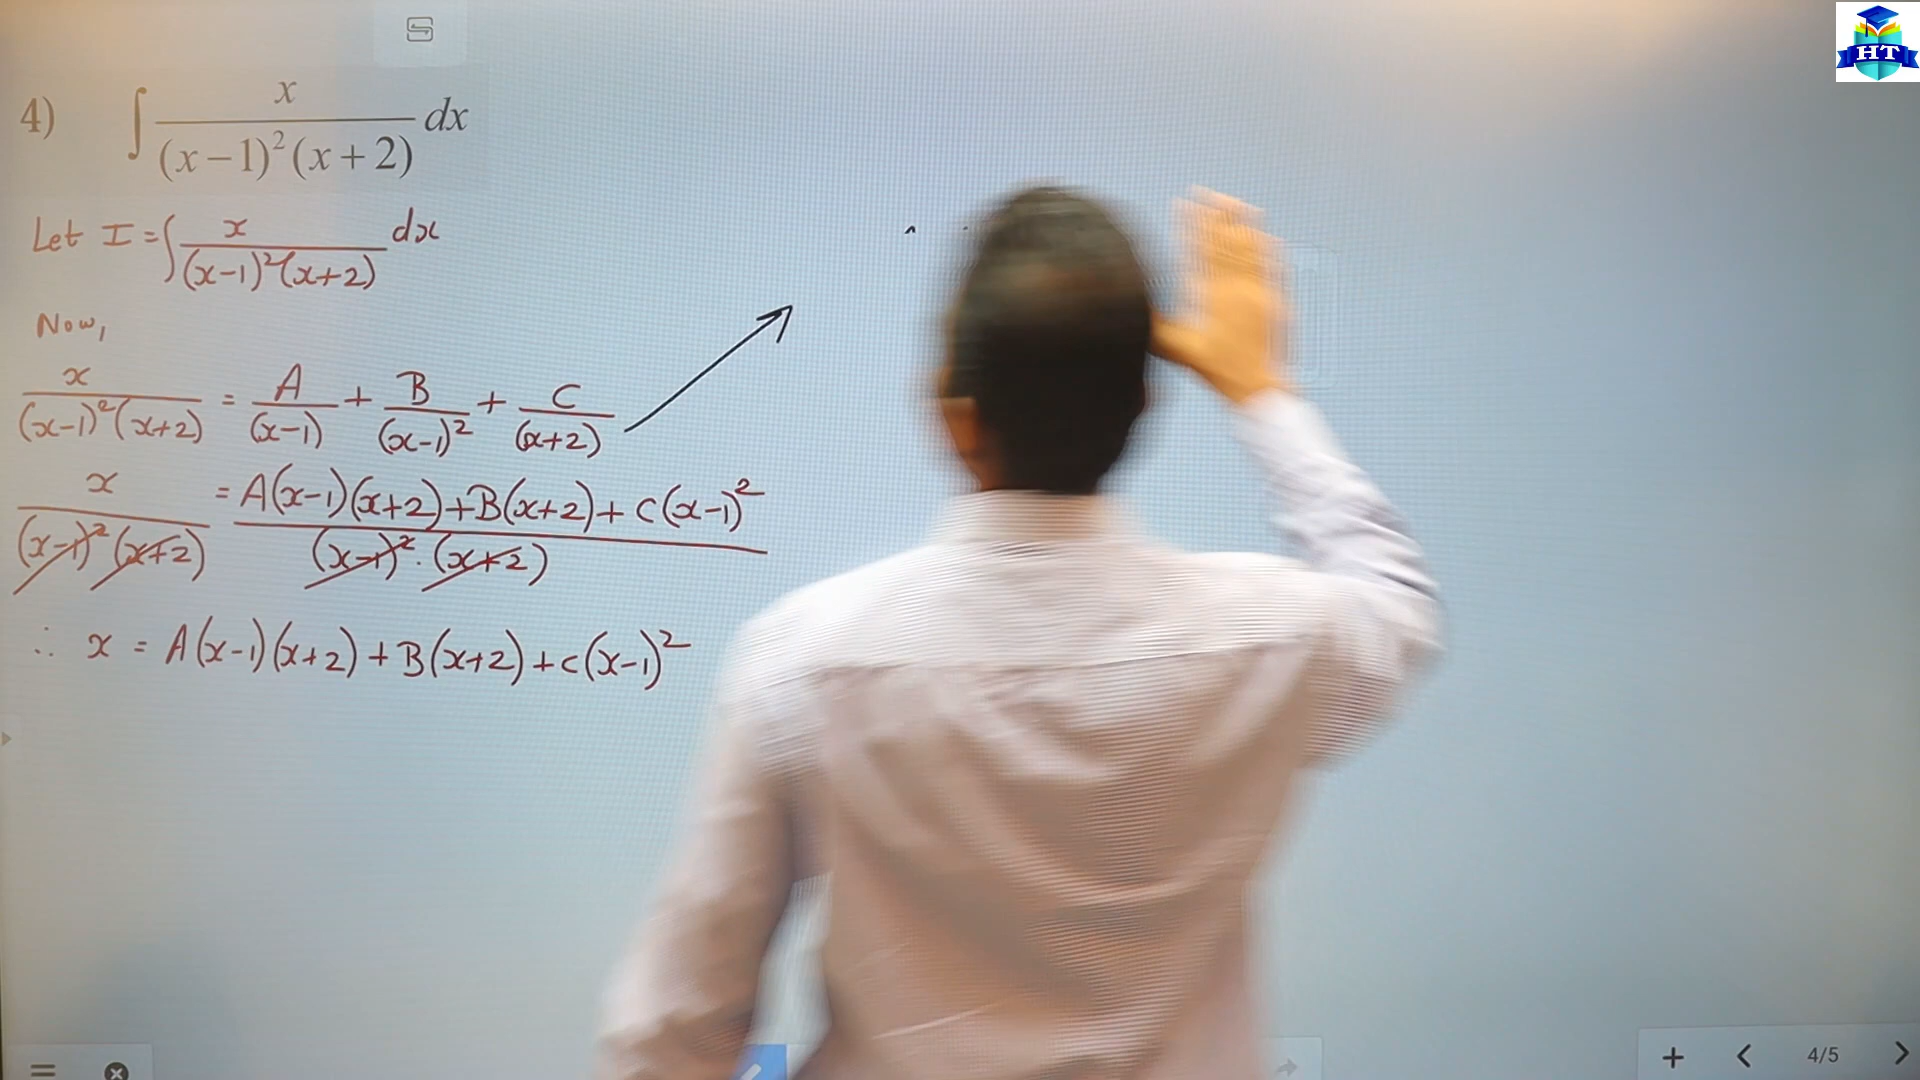 4) ∫ x/((x−1)²(x+2)) dx
Let I = ∫ x/((x-1)²(x+2)) dx
Now,
x/((x-1)²(x+2)) = A/(x-1) + B/(x-1)² + C/(x+2)
x/((x-1)²(x+2)) = (A(x-1)(x+2)+B(x+2)+C(x-1)²)/((x-1)²·(x+2))
∴ x = A(x-1)(x+2)+B(x+2)+C(x-1)²
HT
4/5